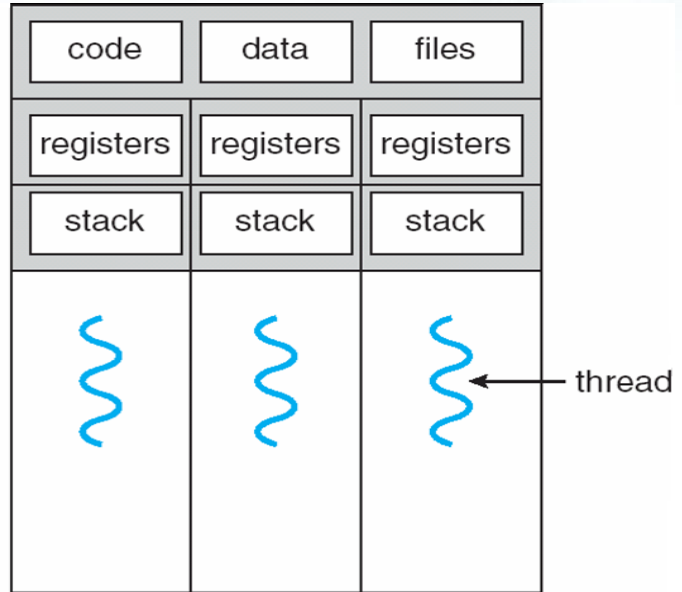 code data files
registers registers registers
stack stack stack
thread